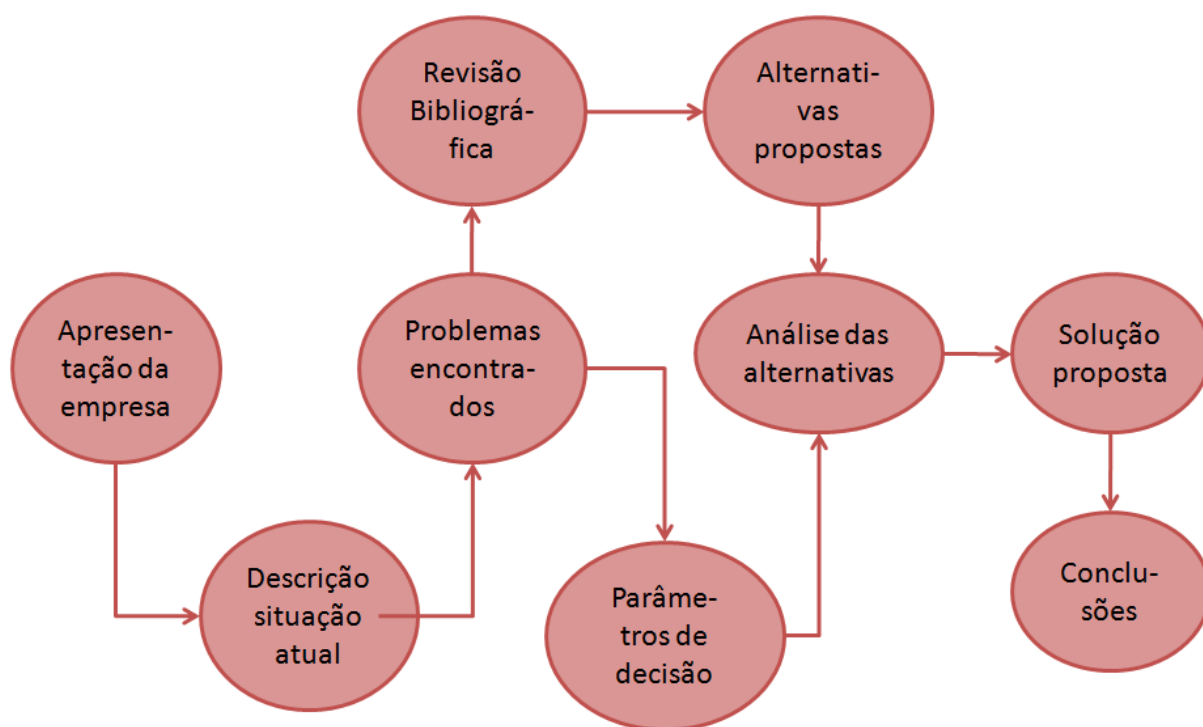 Revisão
Bibliográ-
fica
Alternati-
vas
propostas
Apresen-
tação da
empresa
Problemas
encontra-
dos
Análise das
alternativas
Solução
proposta
Descrição
situação
atual
Parâme-
tros de
decisão
Conclu-
sões